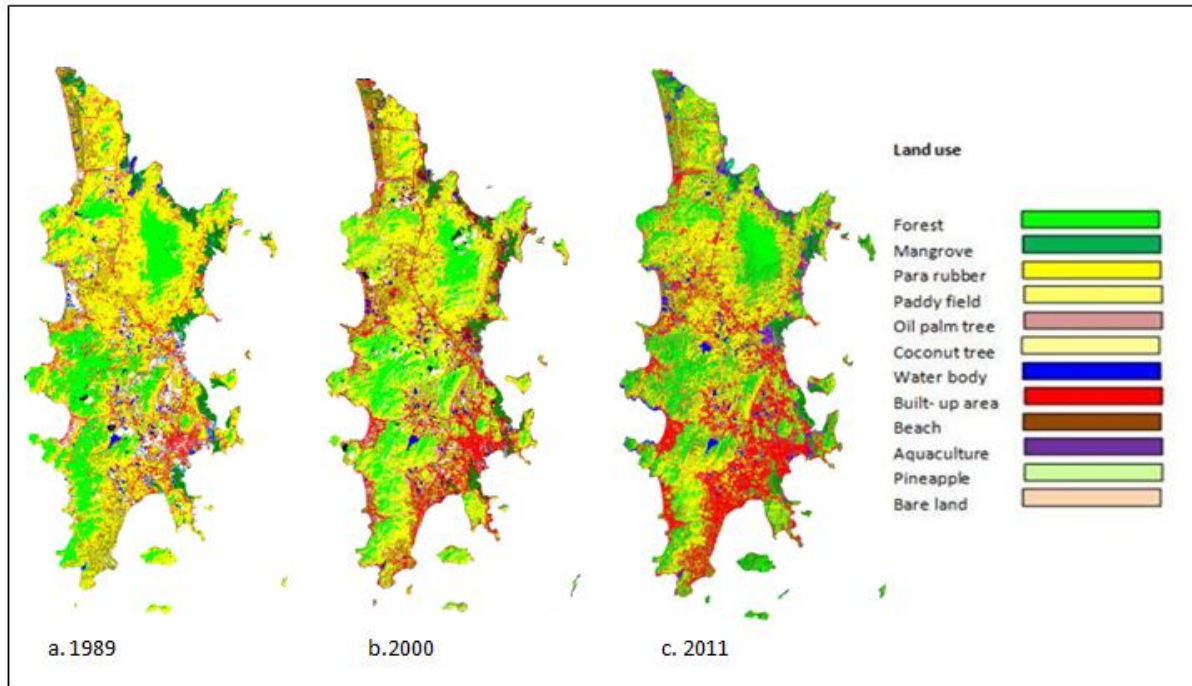 Land use
Forest
Mangrove
Para rubber
Paddy field
Oil palm tree
Coconut tree
Water body
Built- up area
Beach
Aquaculture
Pineapple
Bare land
a. 1989
b.2000
c. 2011